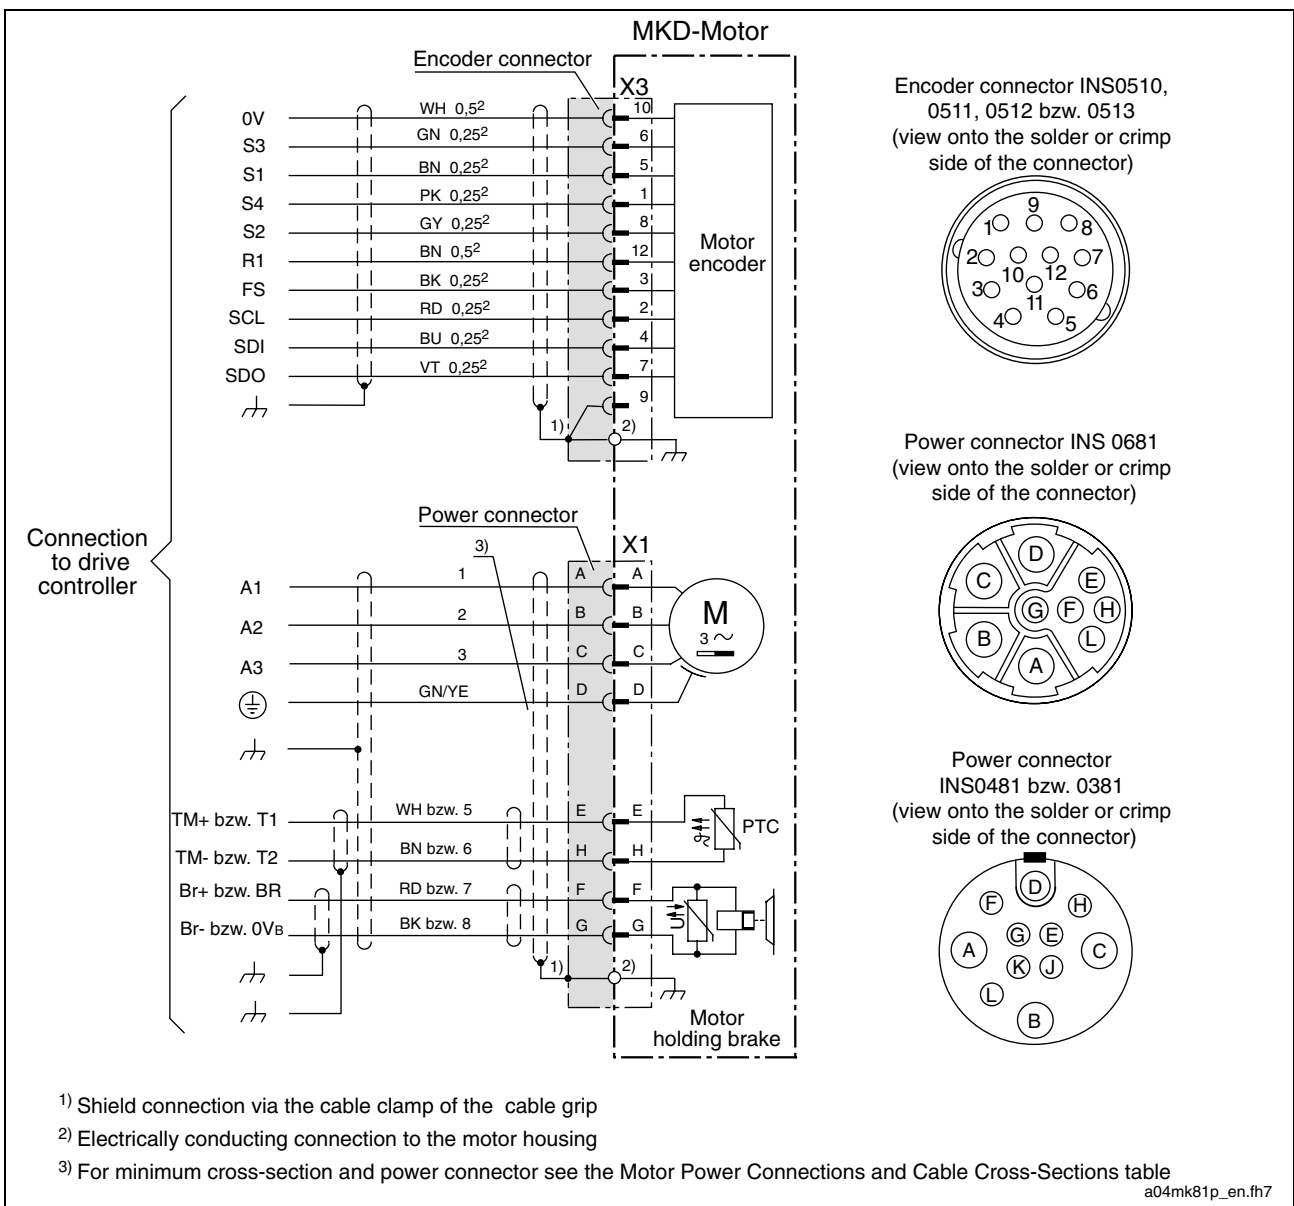 MKD-Motor
Encoder connector
X3
0V WH 0,5² 10
S3 GN 0,25² 6
S1 BN 0,25² 5
S4 PK 0,25² 1
S2 GY 0,25² 8
R1 BN 0,5² 12
FS BK 0,25² 3
SCL RD 0,25² 2
SDI BU 0,25² 4
SDO VT 0,25² 7
9
1) 2)
Motor
encoder
Connection
to drive
controller
Power connector
3)
X1
A1 1 A A
A2 2 B B
A3 3 C C
GN/YE D D
M
3
TM+ bzw. T1 WH bzw. 5 E E
TM- bzw. T2 BN bzw. 6 H H
PTC
Br+ bzw. BR RD bzw. 7 F F
Br- bzw. 0VB BK bzw. 8 G G
U
1) 2)
Motor
holding brake
Encoder connector INS0510,
0511, 0512 bzw. 0513
(view onto the solder or crimp
side of the connector)
9
1 8
2 10 12 7
3 11 6
4 5
Power connector INS 0681
(view onto the solder or crimp
side of the connector)
D
C E
G F H
B L
A
Power connector
INS0481 bzw. 0381
(view onto the solder or crimp
side of the connector)
D
F H
G E
A C
K J
L
B
1) Shield connection via the cable clamp of the cable grip
2) Electrically conducting connection to the motor housing
3) For minimum cross-section and power connector see the Motor Power Connections and Cable Cross-Sections table
a04mk81p_en.fh7